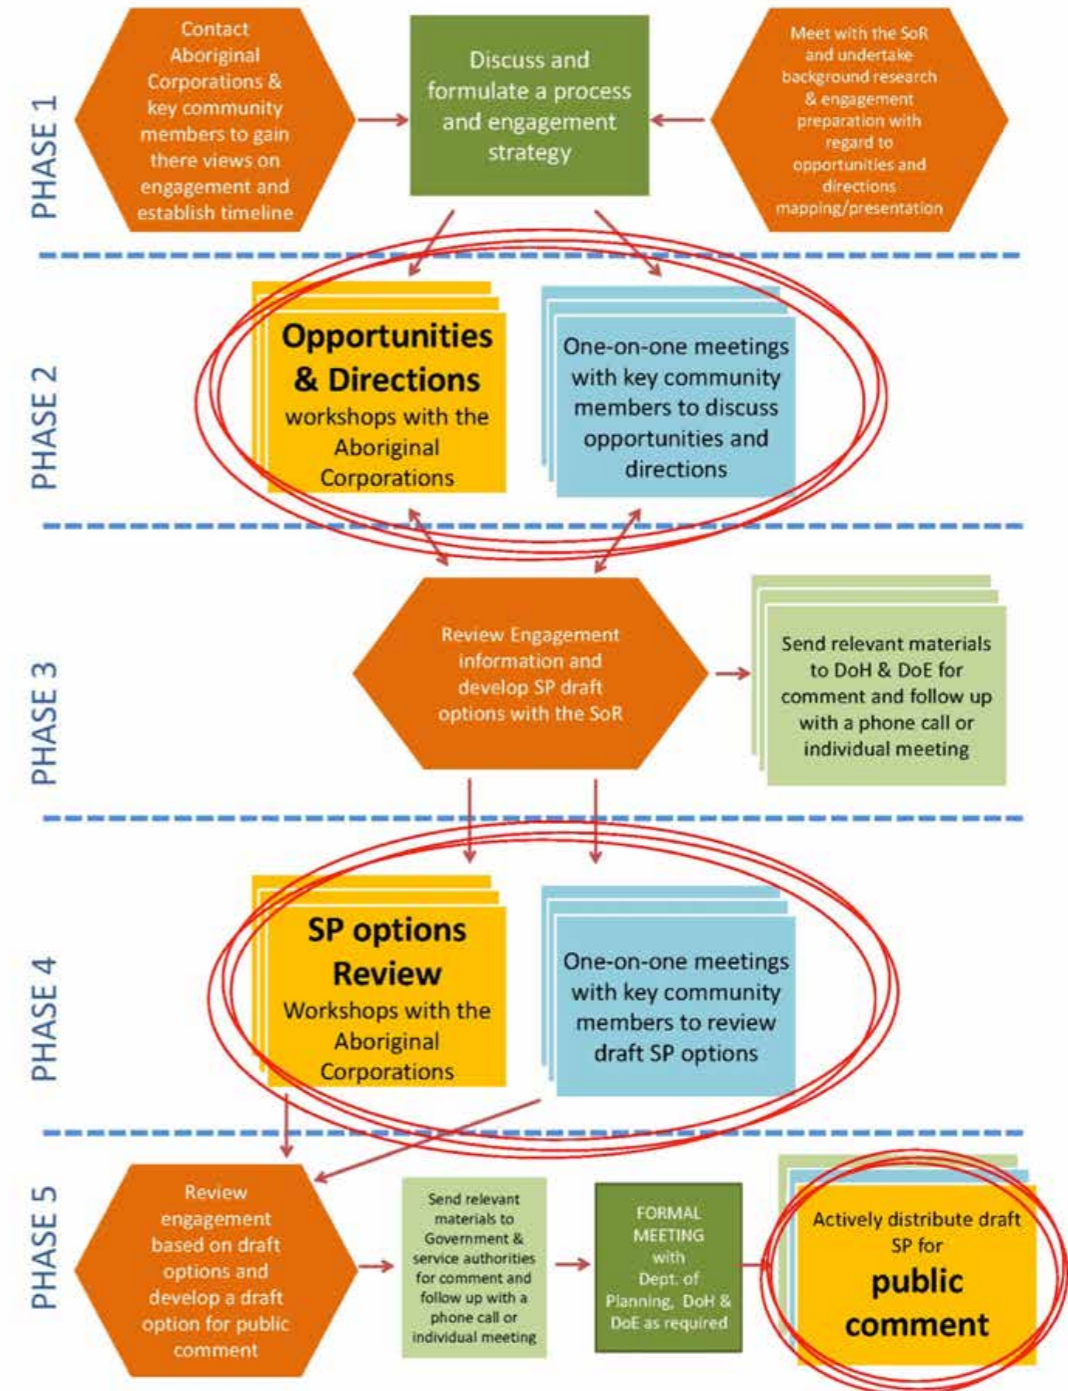 PHASE 1
Contact
Aboriginal
Corporations &
key community
members to gain
there views on
engagement and
establish timeline
Discuss and
formulate a process
and engagement
strategy
Meet with the SoR
and undertake
background research
& engagement
preparation with
regard to
opportunities and
directions
mapping/presentation
PHASE 2
Opportunities
& Directions
workshops with the
Aboriginal
Corporations
One-on-one meetings
with key community
members to discuss
opportunities and
directions
PHASE 3
Review Engagement
information and
develop SP draft
options with the SoR
Send relevant materials
to DoH & DoE for
comment and follow up
with a phone call or
individual meeting
PHASE 4
SP options
Review
Workshops with the
Aboriginal
Corporations
One-on-one meetings
with key community
members to review
draft SP options
PHASE 5
Review
engagement
based on draft
options and
develop a draft
option for public
comment
Send relevant
materials to
Government &
service authorities
for comment and
follow up with a
phone call or
individual meeting
FORMAL
MEETING
with
Dept. of
Planning, DoH &
DoE as required
Actively distribute draft
SP for
public
comment